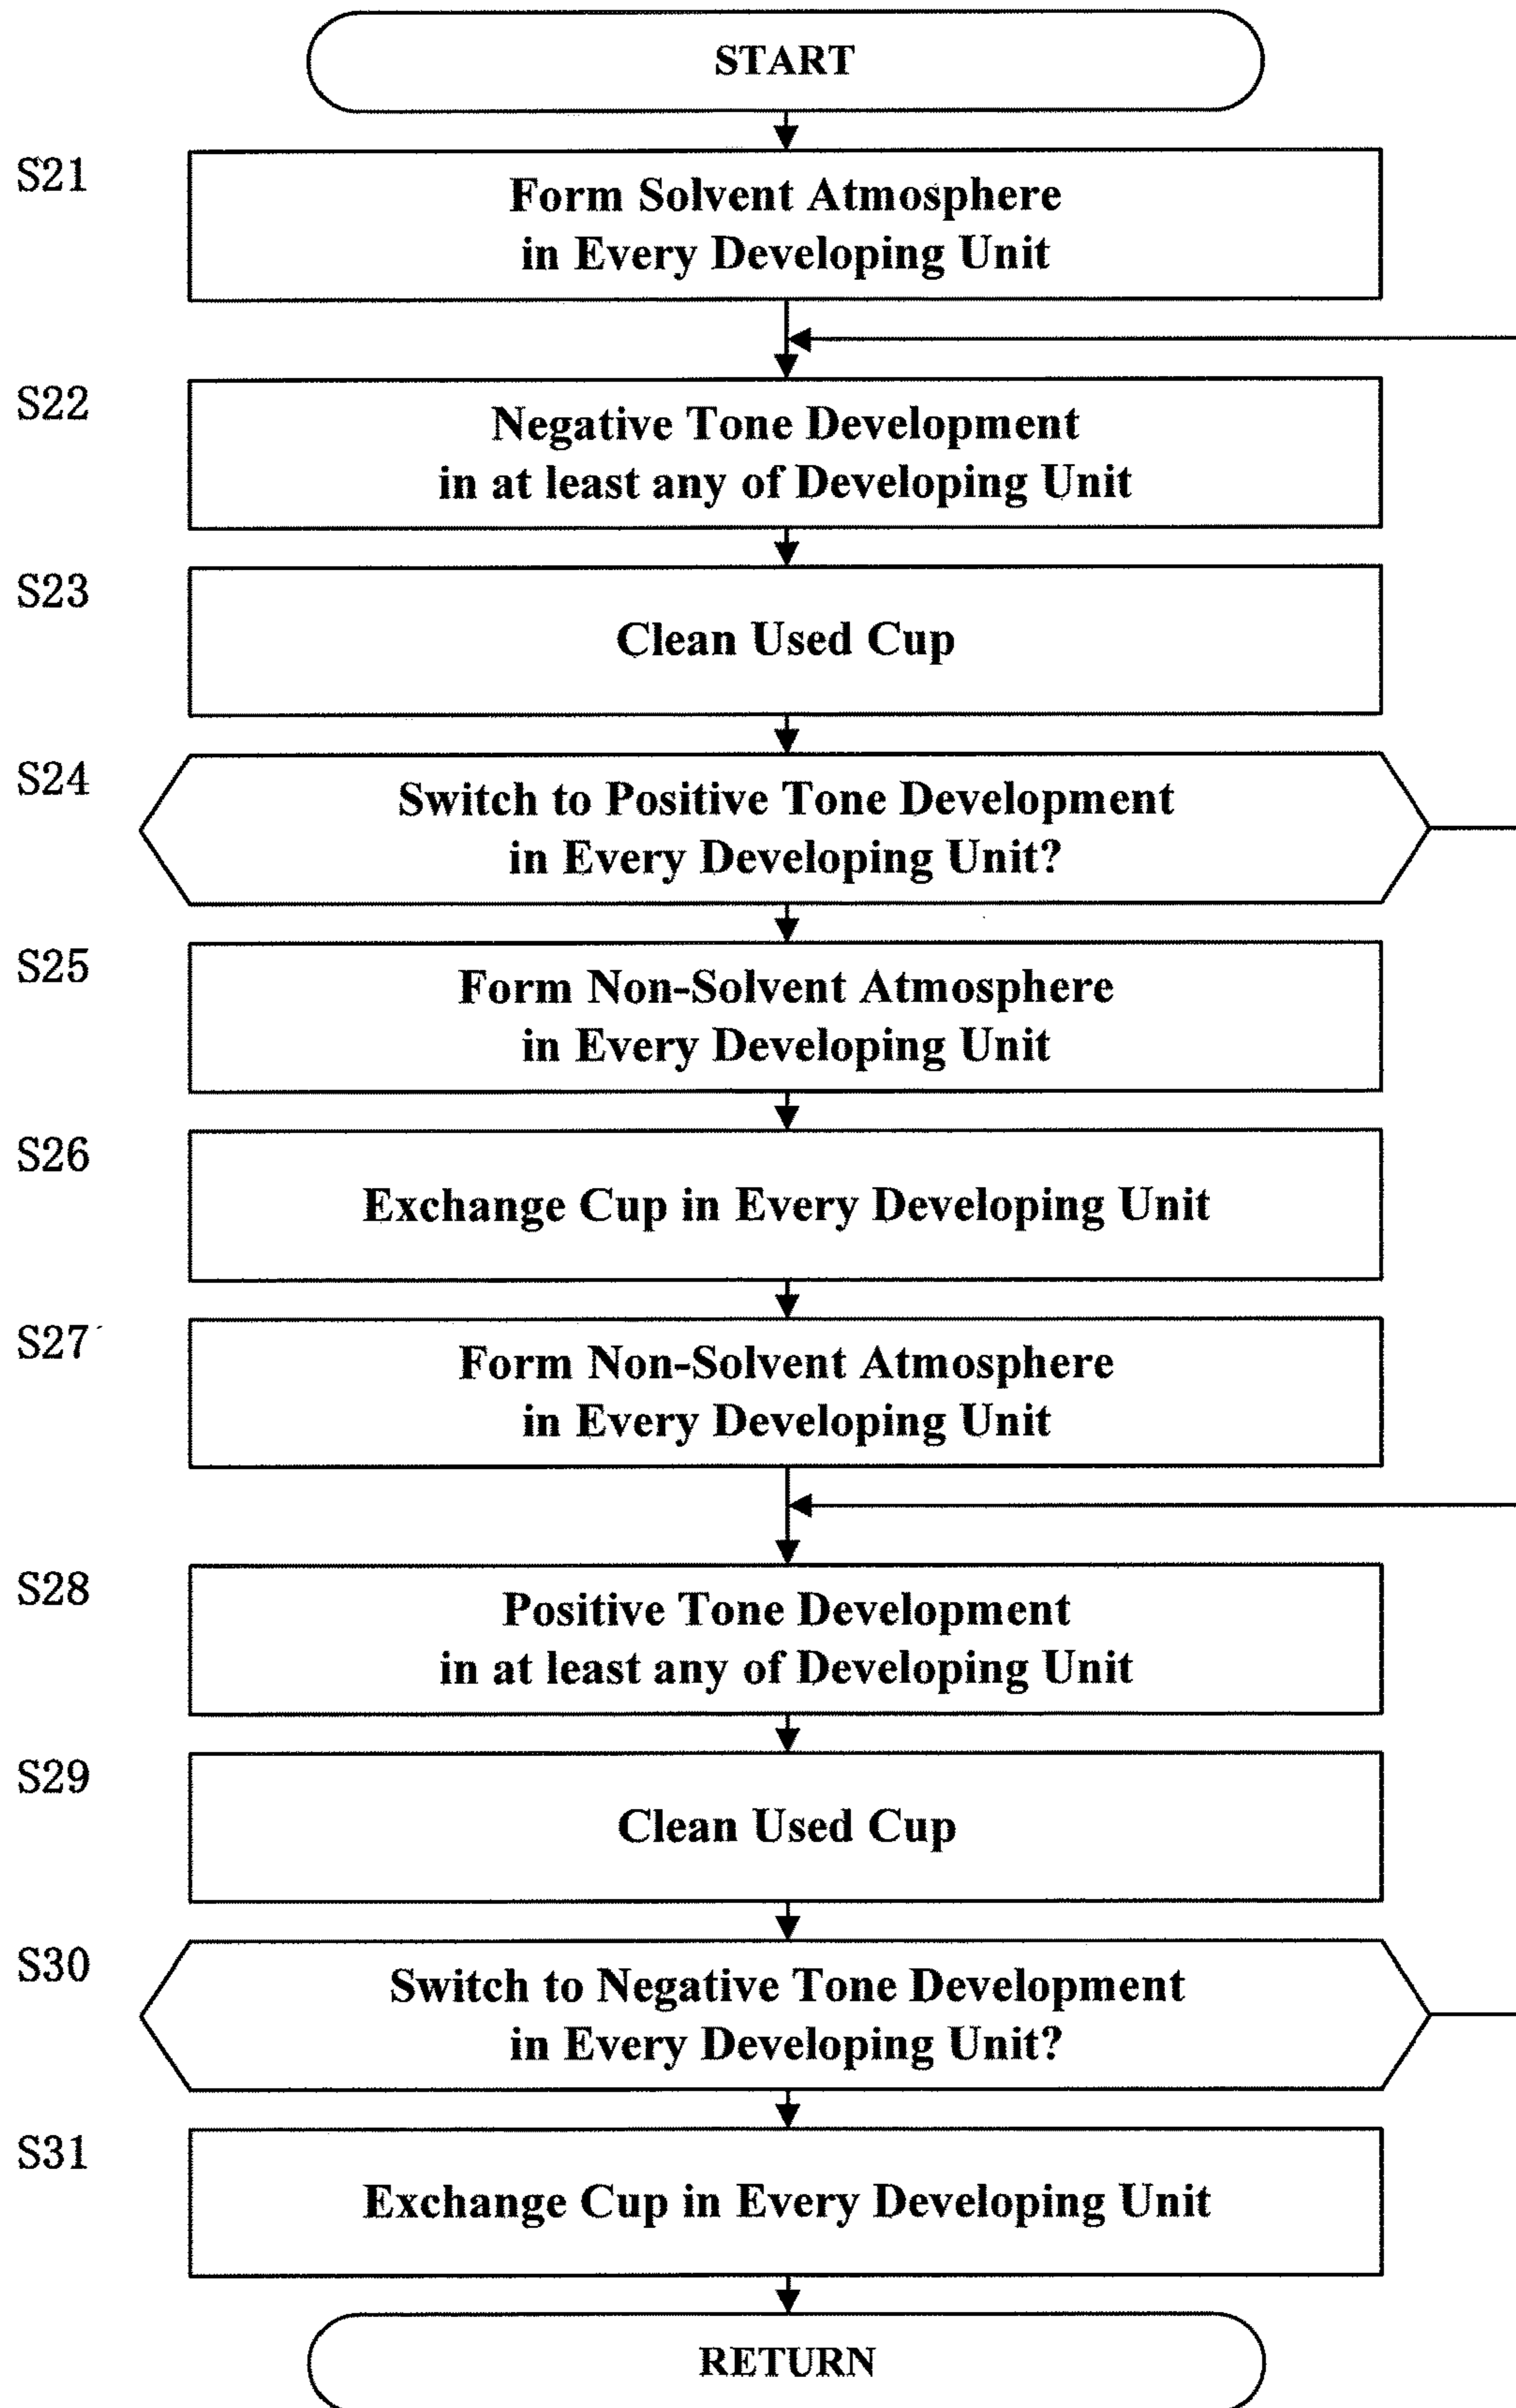 START
S21
Form Solvent Atmosphere
in Every Developing Unit
S22
Negative Tone Development
in at least any of Developing Unit
S23
Clean Used Cup
S24
Switch to Positive Tone Development
in Every Developing Unit?
S25
Form Non-Solvent Atmosphere
in Every Developing Unit
S26
Exchange Cup in Every Developing Unit
S27
Form Non-Solvent Atmosphere
in Every Developing Unit
S28
Positive Tone Development
in at least any of Developing Unit
S29
Clean Used Cup
S30
Switch to Negative Tone Development
in Every Developing Unit?
S31
Exchange Cup in Every Developing Unit
RETURN